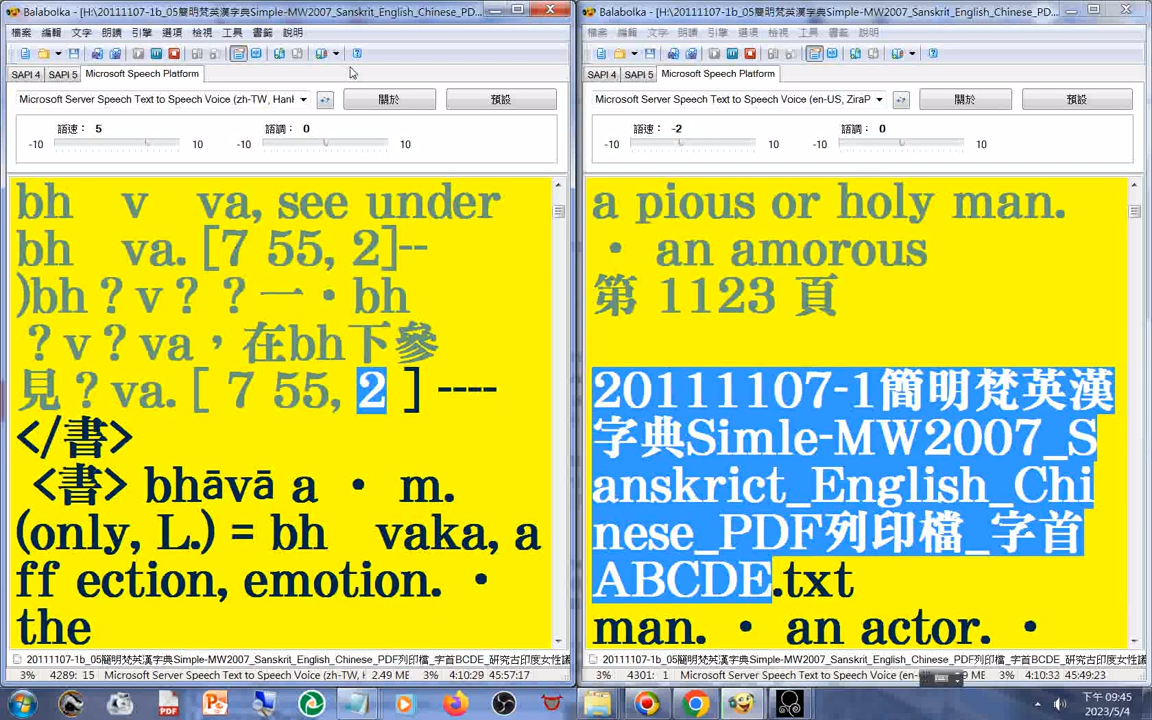 Balabolka - [H:\20111107-1b_05簡明梵英漢字典Simple-MW2007_Sanskrit_English_Chinese_PD...
檔案 編輯 文字 朗讀 引擎 選項 檢視 工具 書籤 說明
SAPI 4 SAPI 5 Microsoft Speech Platform
Microsoft Server Speech Text to Speech Voice (zh-TW, Hanl
關於
預設
語速： 5
語調： 0
-10 10 -10 10
bh v va, see under
bh va. [7 55, 2]--
)bh？v？？一・bh
？v？va，在bh下參
見？va. [ 7 55, 2 ] ----
</書>
<書> bhāvā a ・ m.
(only, L.) = bh vaka, a
ff ection, emotion. ・
the
20111107-1b_05簡明梵英漢字典Simple-MW2007_Sanskrit_English_Chinese_PDF列印檔_字首BCDE_研究古印度女性議
3% 4289: 15 Microsoft Server Speech Text to Speech Voice (zh-TW, H 2.49 ME 3% 4:10:29 45:57:17
Balabolka - [H:\20111107-1b_05簡明梵英漢字典Simple-MW2007_Sanskrit_English_Chinese_PDF...
檔案 編輯 文字 朗讀 引擎 選項 檢視 工具 書籤 說明
SAPI 4 SAPI 5 Microsoft Speech Platform
Microsoft Server Speech Text to Speech Voice (en-US, ZiraP
關於
預設
語速： -2
語調： 0
-10 10 -10 10
a pious or holy man.
・ an amorous
第 1123 頁
20111107-1簡明梵英漢
字典Simle-MW2007_S
anskrict_English_Chi
nese_PDF列印檔_字首
ABCDE.txt
man. ・ an actor. ・
20111107-1b_05簡明梵英漢字典Simple-MW2007_Sanskrit_English_Chinese_PDF列印檔_字首BCDE_研究古印度女性議
3% 4301: 1 Microsoft Server Speech Text to Speech Voice (en-US ME 3% 4:10:33 45:49:23
PDF
下午 09:45
2023/5/4